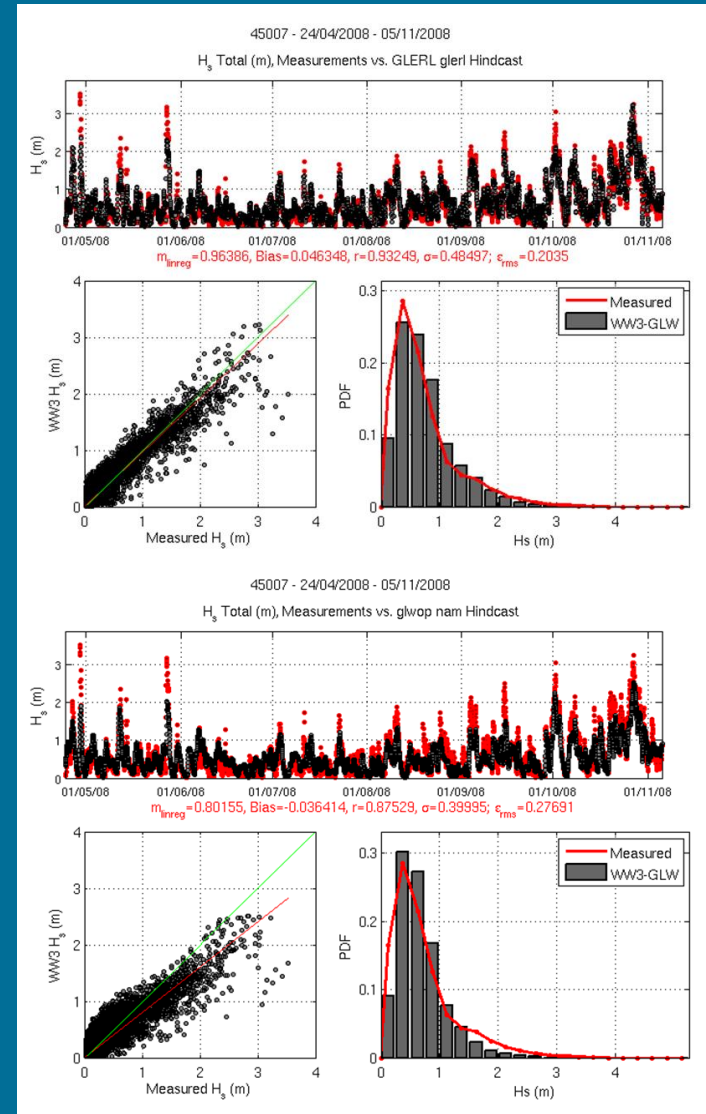 45007 - 24/04/2008 - 05/11/2008
H_s Total (m), Measurements vs. GLERL glerl Hindcast
3
2
1
0
H_s (m)
01/05/08 01/06/08 01/07/08 01/08/08 01/09/08 01/10/08 01/11/08
m_linreg=0.96386, Bias=0.046348, r=0.93249, σ=0.48497; ε_rms=0.2035
4
3
2
1
0
WW3 H_s (m)
0 1 2 3 4
Measured H_s (m)
0.3
0.2
0.1
0
PDF
Measured
WW3-GLW
0 1 2 3 4
Hs (m)
45007 - 24/04/2008 - 05/11/2008
H_s Total (m), Measurements vs. glwop nam Hindcast
3
2
1
0
H_s (m)
01/05/08 01/06/08 01/07/08 01/08/08 01/09/08 01/10/08 01/11/08
m_linreg=0.80155, Bias=-0.036414, r=0.87529, σ=0.39995; ε_rms=0.27691
4
3
2
1
0
WW3 H_s (m)
0 1 2 3 4
Measured H_s (m)
0.3
0.2
0.1
0
PDF
Measured
WW3-GLW
0 1 2 3 4
Hs (m)